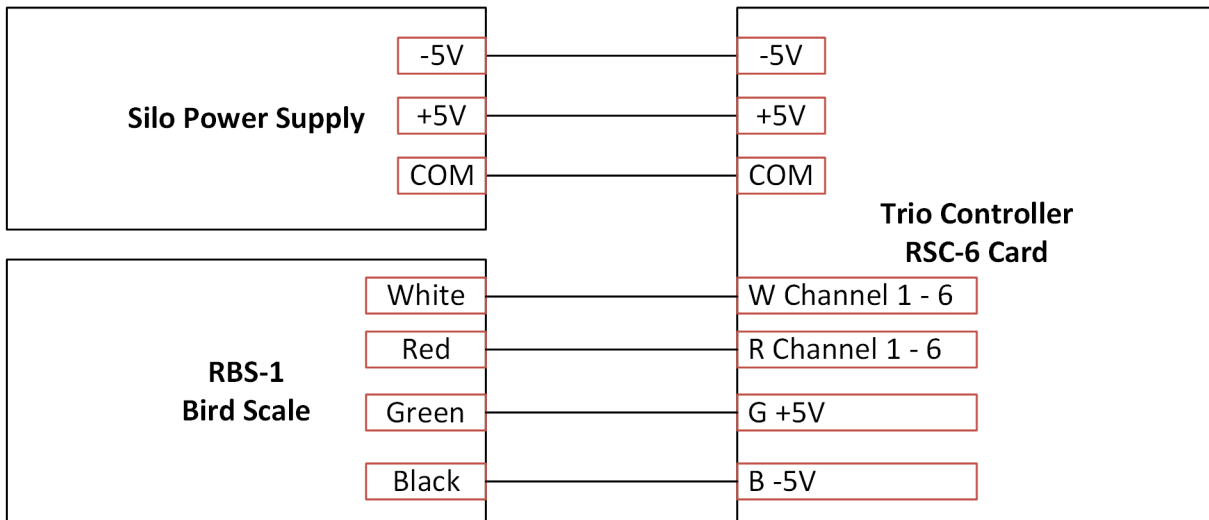 Silo Power Supply
-5V
+5V
COM
-5V
+5V
COM
Trio Controller
RSC-6 Card
RBS-1
Bird Scale
White
Red
Green
Black
W Channel 1 - 6
R Channel 1 - 6
G +5V
B -5V